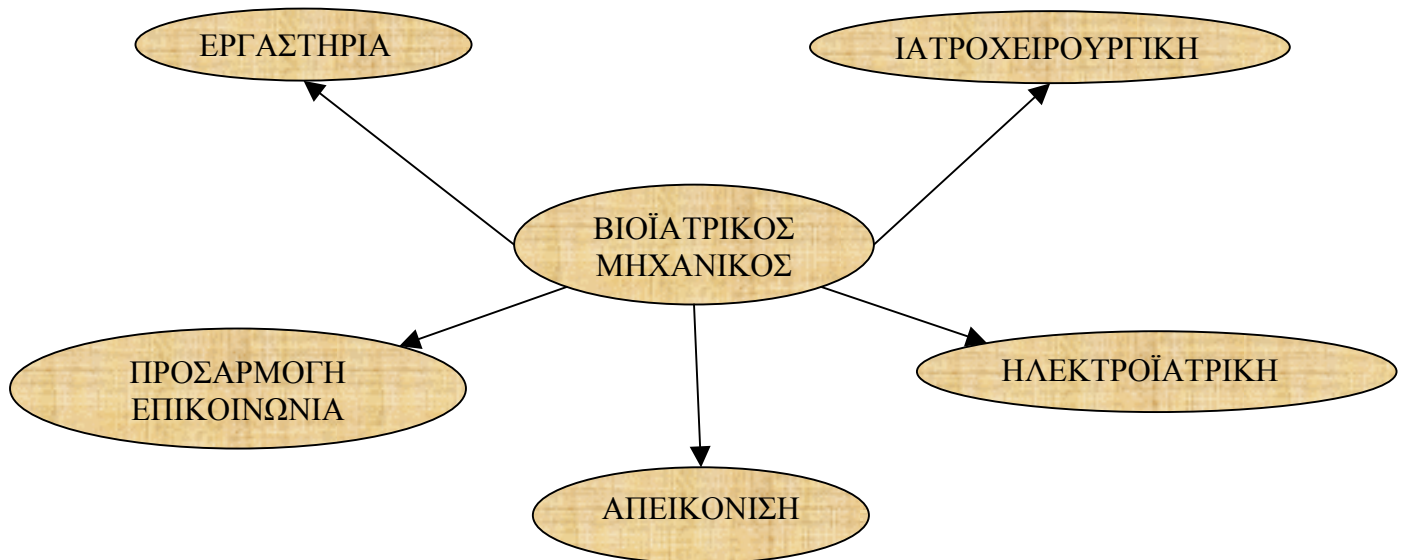 ΕΡΓΑΣΤΗΡΙΑ
ΙΑΤΡΟΧΕΙΡΟΥΡΓΙΚΗ
ΒΙΟΪΑΤΡΙΚΟΣ
ΜΗΧΑΝΙΚΟΣ
ΠΡΟΣΑΡΜΟΓΗ
ΕΠΙΚΟΙΝΩΝΙΑ
ΗΛΕΚΤΡΟΪΑΤΡΙΚΗ
ΑΠΕΙΚΟΝΙΣΗ